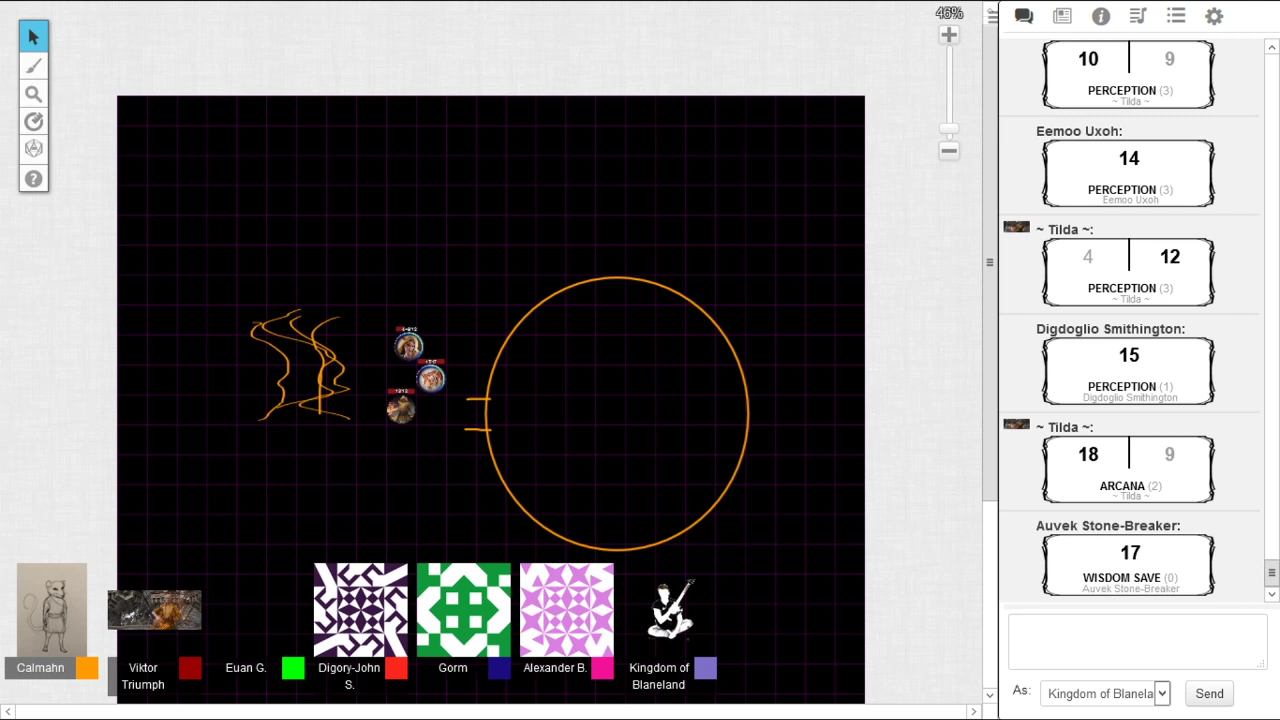 46%
10
9
PERCEPTION (3)
~ Tilda ~
Eemoo Uxoh:
14
PERCEPTION (3)
Eemoo Uxoh
~ Tilda ~:
4
12
PERCEPTION (3)
~ Tilda ~
Digdoglio Smithington:
15
PERCEPTION (1)
Digdoglio Smithington
~ Tilda ~:
18
9
ARCANA (2)
~ Tilda ~
Auvek Stone-Breaker:
17
WISDOM SAVE (0)
Auvek Stone-Breaker
Calmahn
Viktor
Triumph
Euan G.
Digory-John
S.
Gorm
Alexander B.
Kingdom of
Blaneland
As:
Kingdom of Blanela
Send